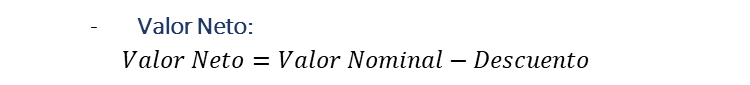 - Valor Neto:
Valor Neto = Valor Nominal − Descuento